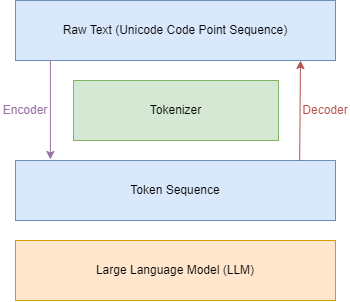 Raw Text (Unicode Code Point Sequence)
Encoder
Tokenizer
Decoder
Token Sequence
Large Language Model (LLM)